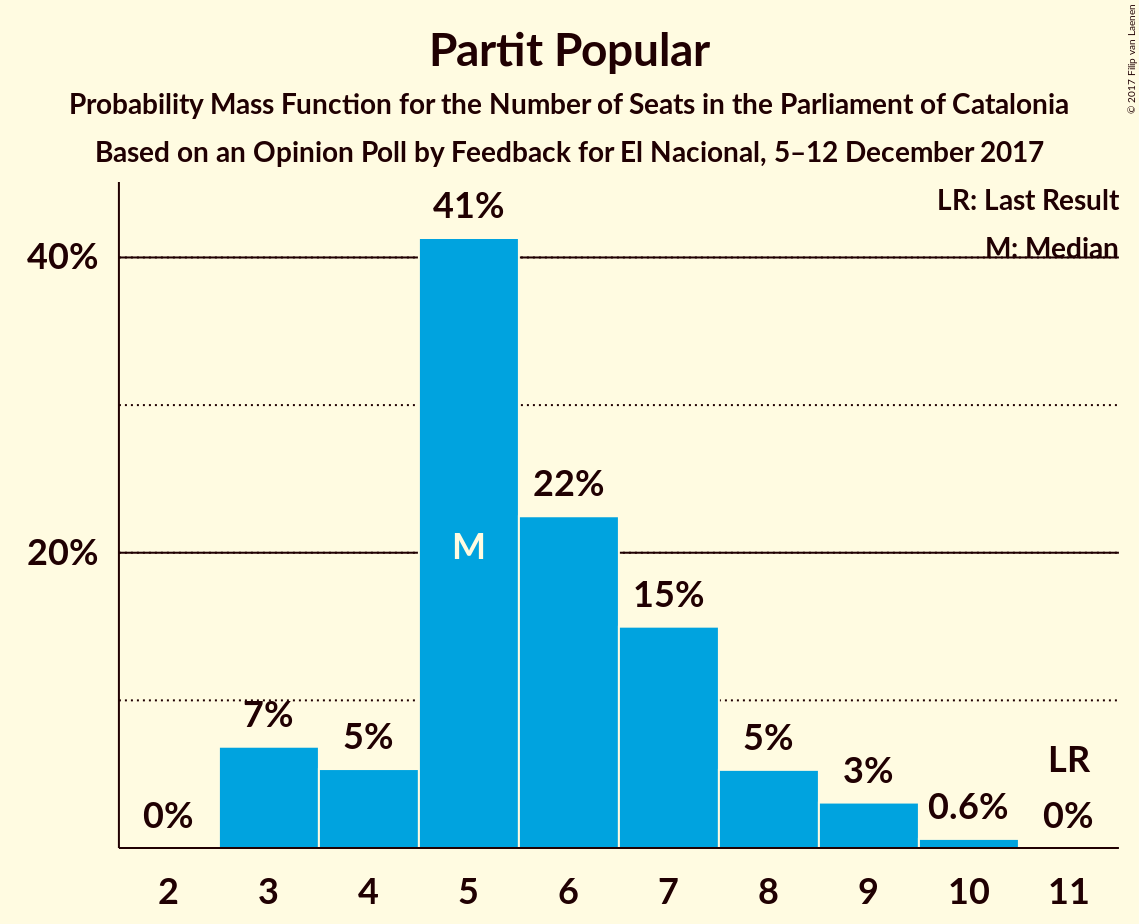 Partit Popular
Probability Mass Function for the Number of Seats in the Parliament of Catalonia
Based on an Opinion Poll by Feedback for El Nacional, 5–12 December 2017
© 2017 Filip van Laenen
LR: Last Result
M: Median
40%
20%
0%
7%
5%
41%
M
22%
15%
5%
3%
0.6%
LR
0%
2 3 4 5 6 7 8 9 10 11